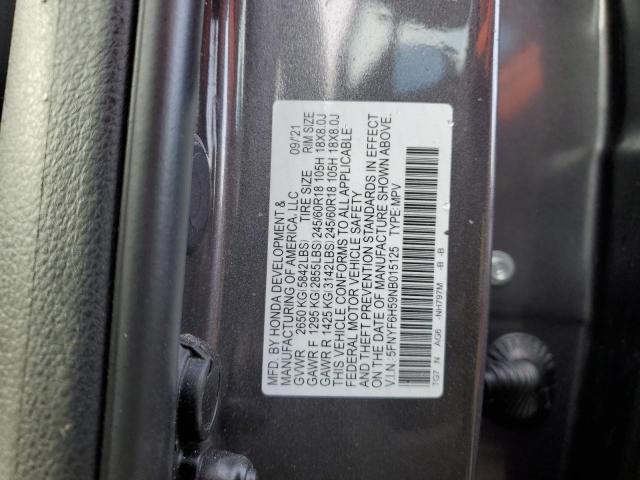 MFD. BY HONDA DEVELOPMENT &
MANUFACTURING OF AMERICA, LLC 09/'21
GVWR 2650 KG(5842LBS) TIRE SIZE RIM SIZE
GAWR F 1295 KG(2855LBS) 245/60R18 105H 18X8.0J
GAWR R 1425 KG(3142LBS) 245/60R18 105H 18X8.0J
THIS VEHICLE CONFORMS TO ALL APPLICABLE
FEDERAL MOTOR VEHICLE SAFETY
AND THEFT PREVENTION STANDARDS IN EFFECT
ON THE DATE OF MANUFACTURE SHOWN ABOVE.
V.I.N.:5FNYF6H59NB015125 TYPE:MPV
TG7 N AG6 -NH797M -B -B